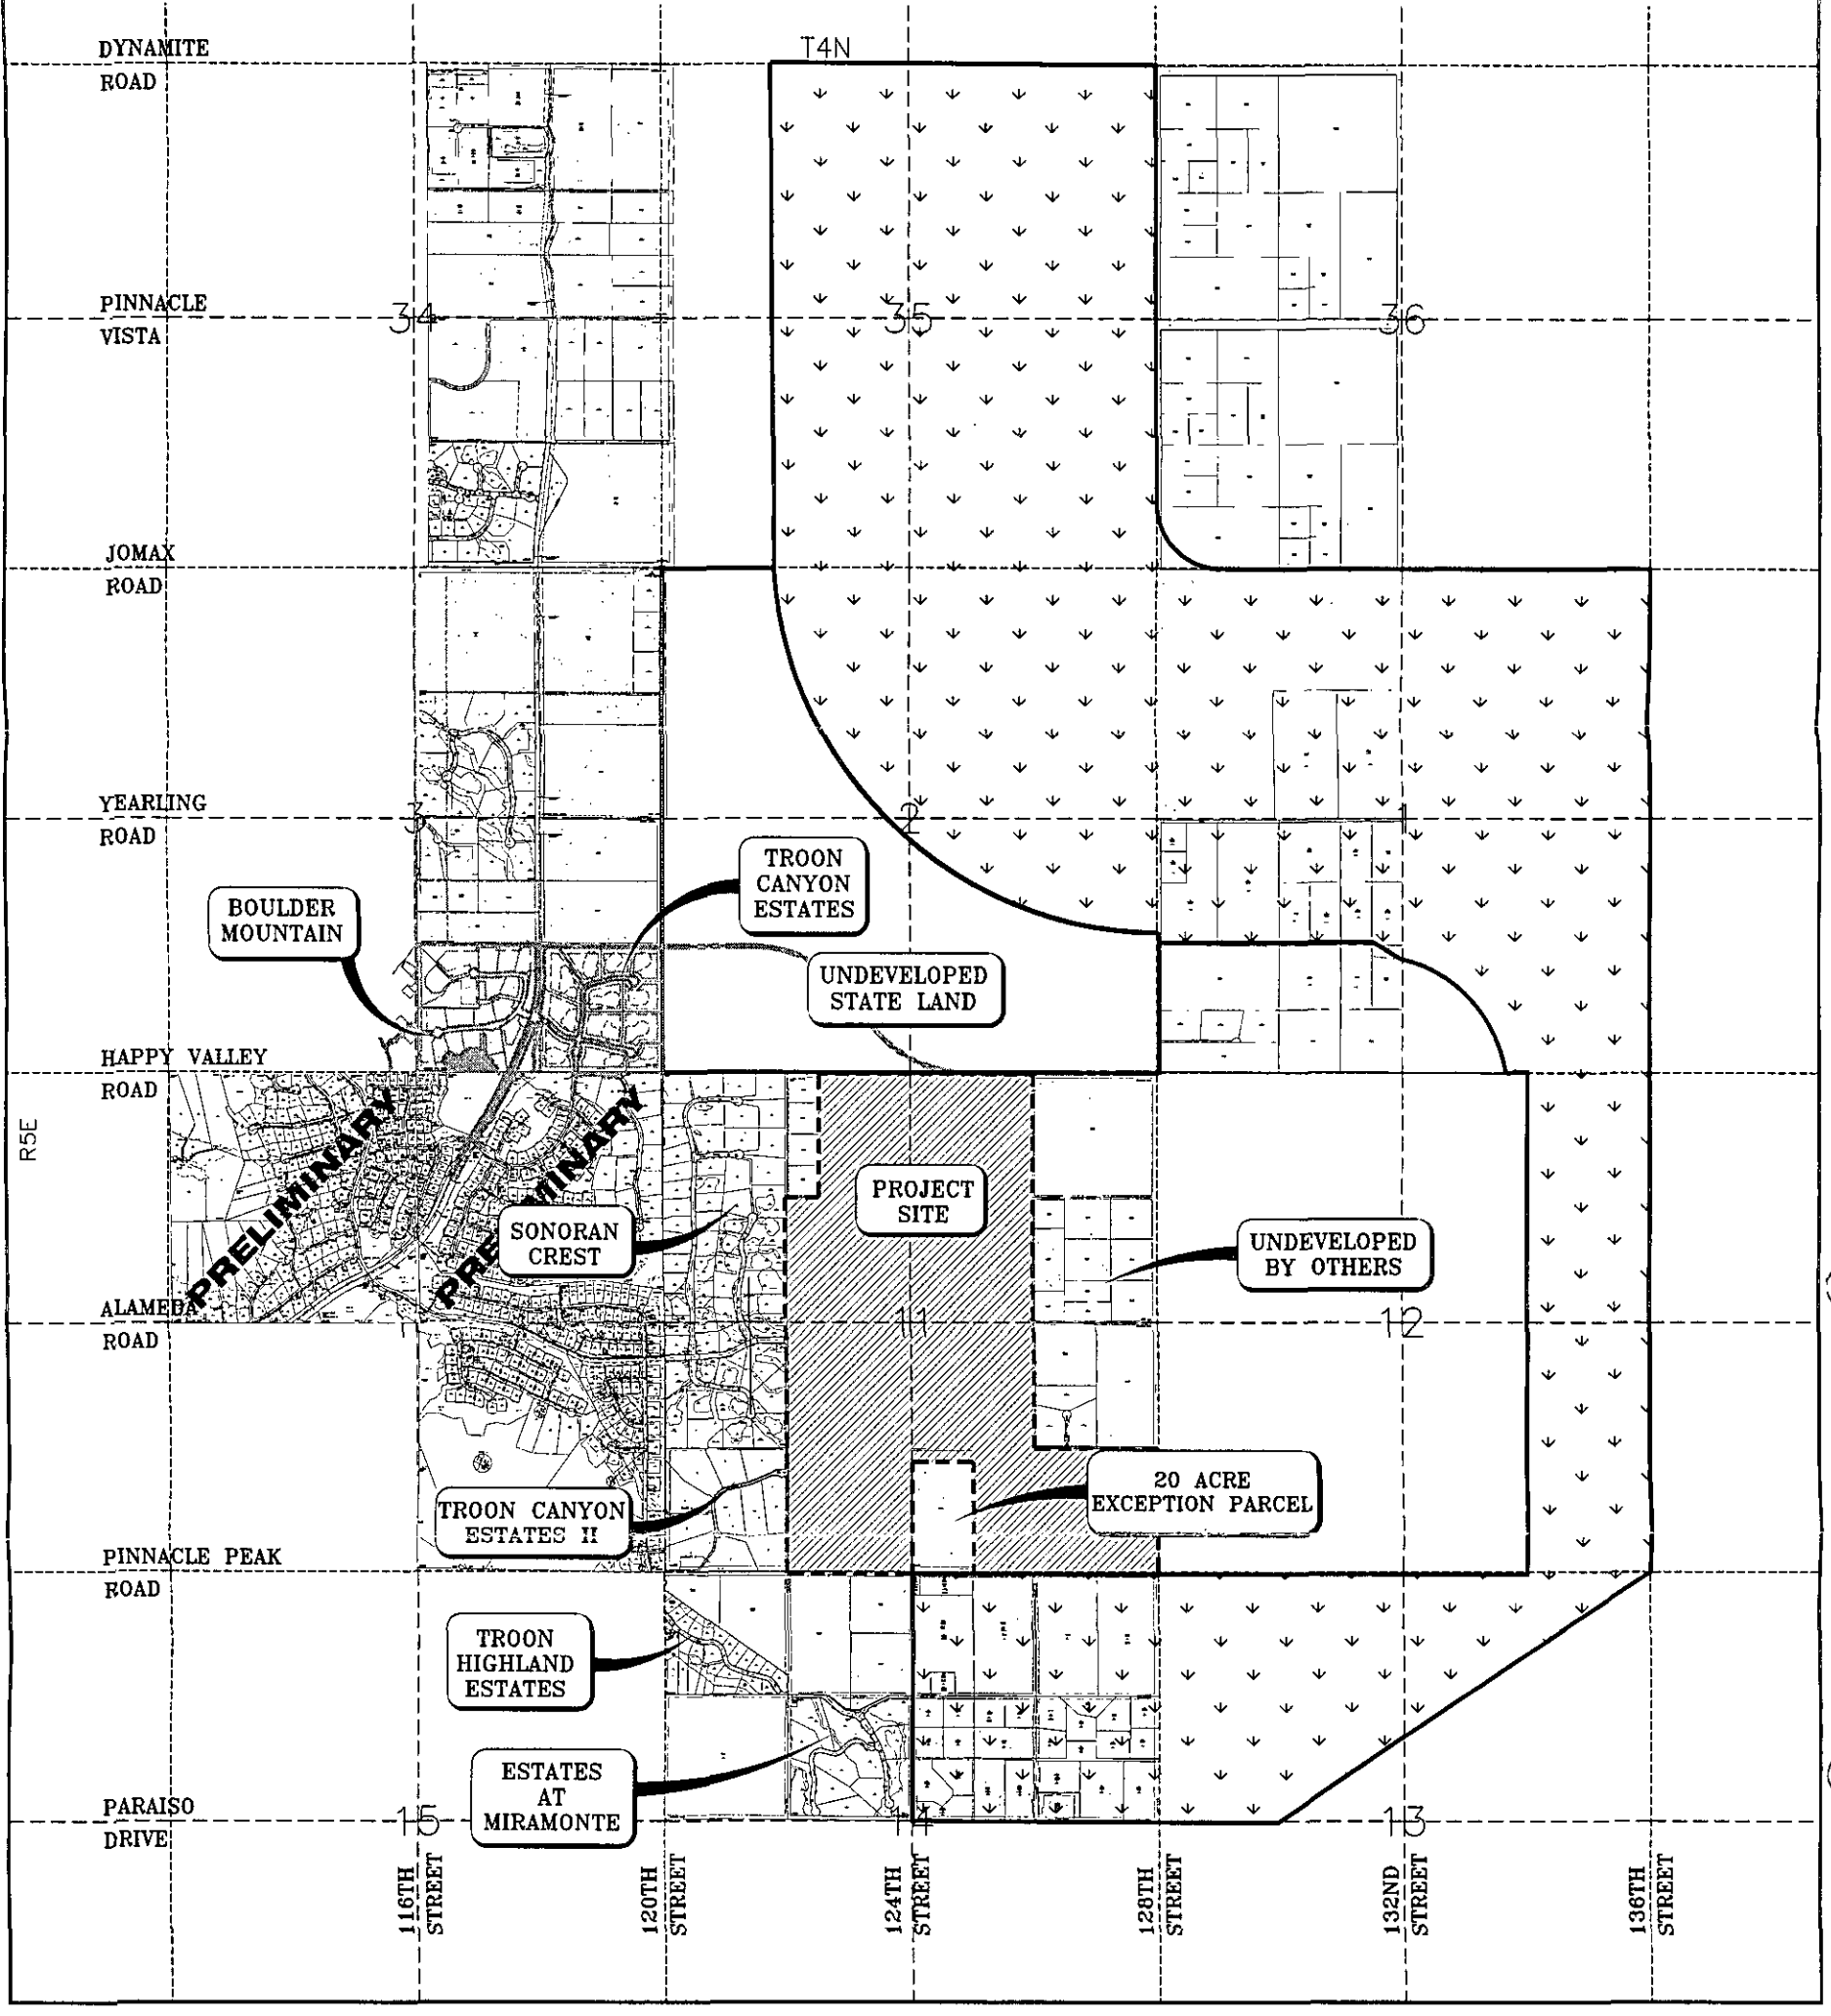 T4N
DYNAMITE
ROAD
PINNACLE
VISTA
34
35
36
JOMAX
ROAD
YEARLING
ROAD
3
2
1
TROON
CANYON
ESTATES
BOULDER
MOUNTAIN
UNDEVELOPED
STATE LAND
HAPPY VALLEY
ROAD
R5E
PRELIMINARY
PRELIMINARY
PROJECT
SITE
SONORAN
CREST
UNDEVELOPED
BY OTHERS
ALAMEDA
ROAD
11
12
20 ACRE
EXCEPTION PARCEL
TROON CANYON
ESTATES II
PINNACLE PEAK
ROAD
TROON
HIGHLAND
ESTATES
ESTATES
AT
MIRAMONTE
PARAISO
DRIVE
15
14
13
116TH
STREET
120TH
STREET
124TH
STREET
128TH
STREET
132ND
STREET
136TH
STREET